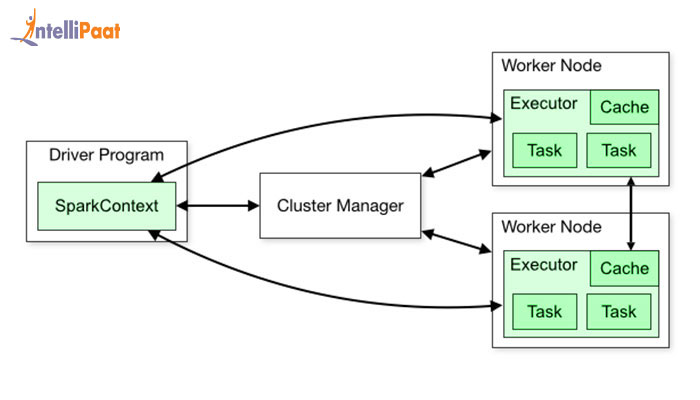 intelliPaat
Driver Program
SparkContext
Cluster Manager
Worker Node
Executor
Cache
Task
Task
Worker Node
Executor
Cache
Task
Task